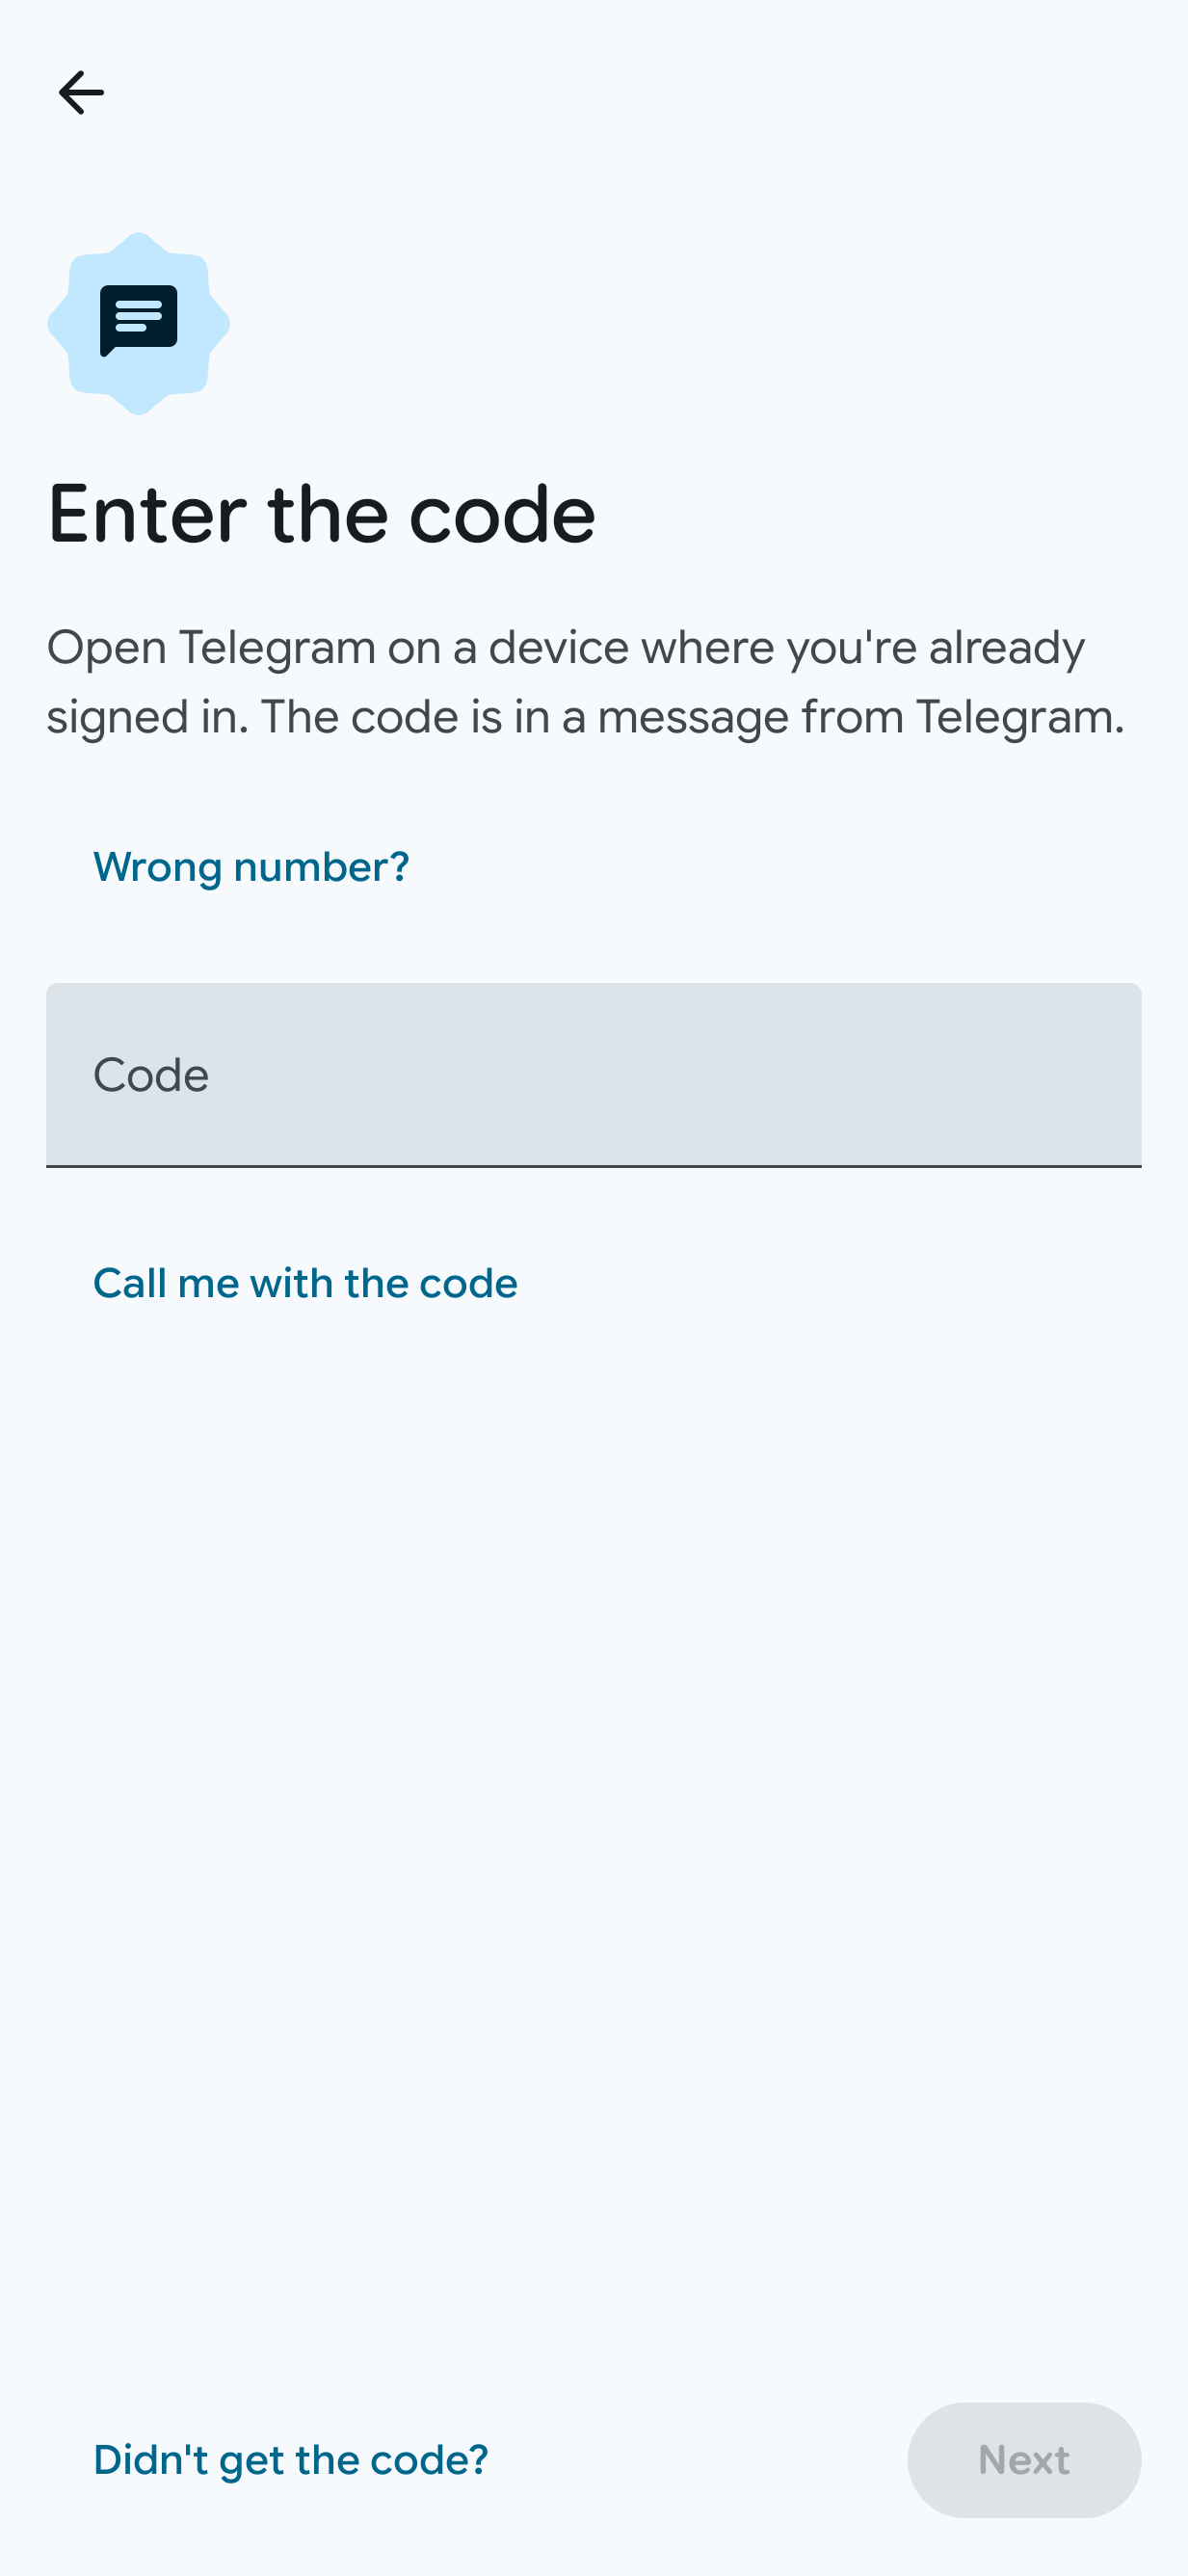 Enter the code
Open Telegram on a device where you're already
signed in. The code is in a message from Telegram.
Wrong number?
Code
Call me with the code
Didn't get the code?
Next